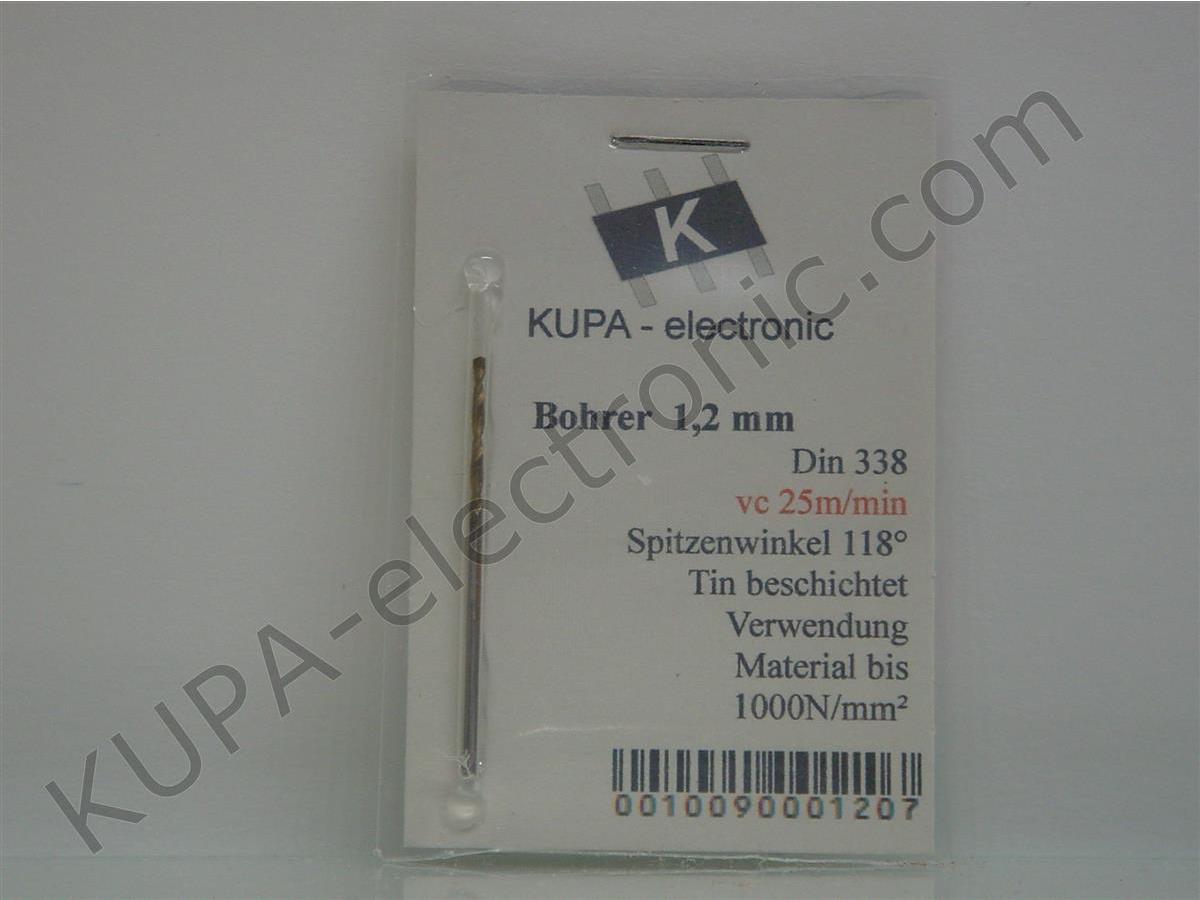 K
KUPA - electronic
Bohrer 1,2 mm
Din 338
vc 25m/min
Spitzenwinkel 118°
Tin beschichtet
Verwendung
Material bis
1000N/mm²
0010090001207
KUPA-electronic.com